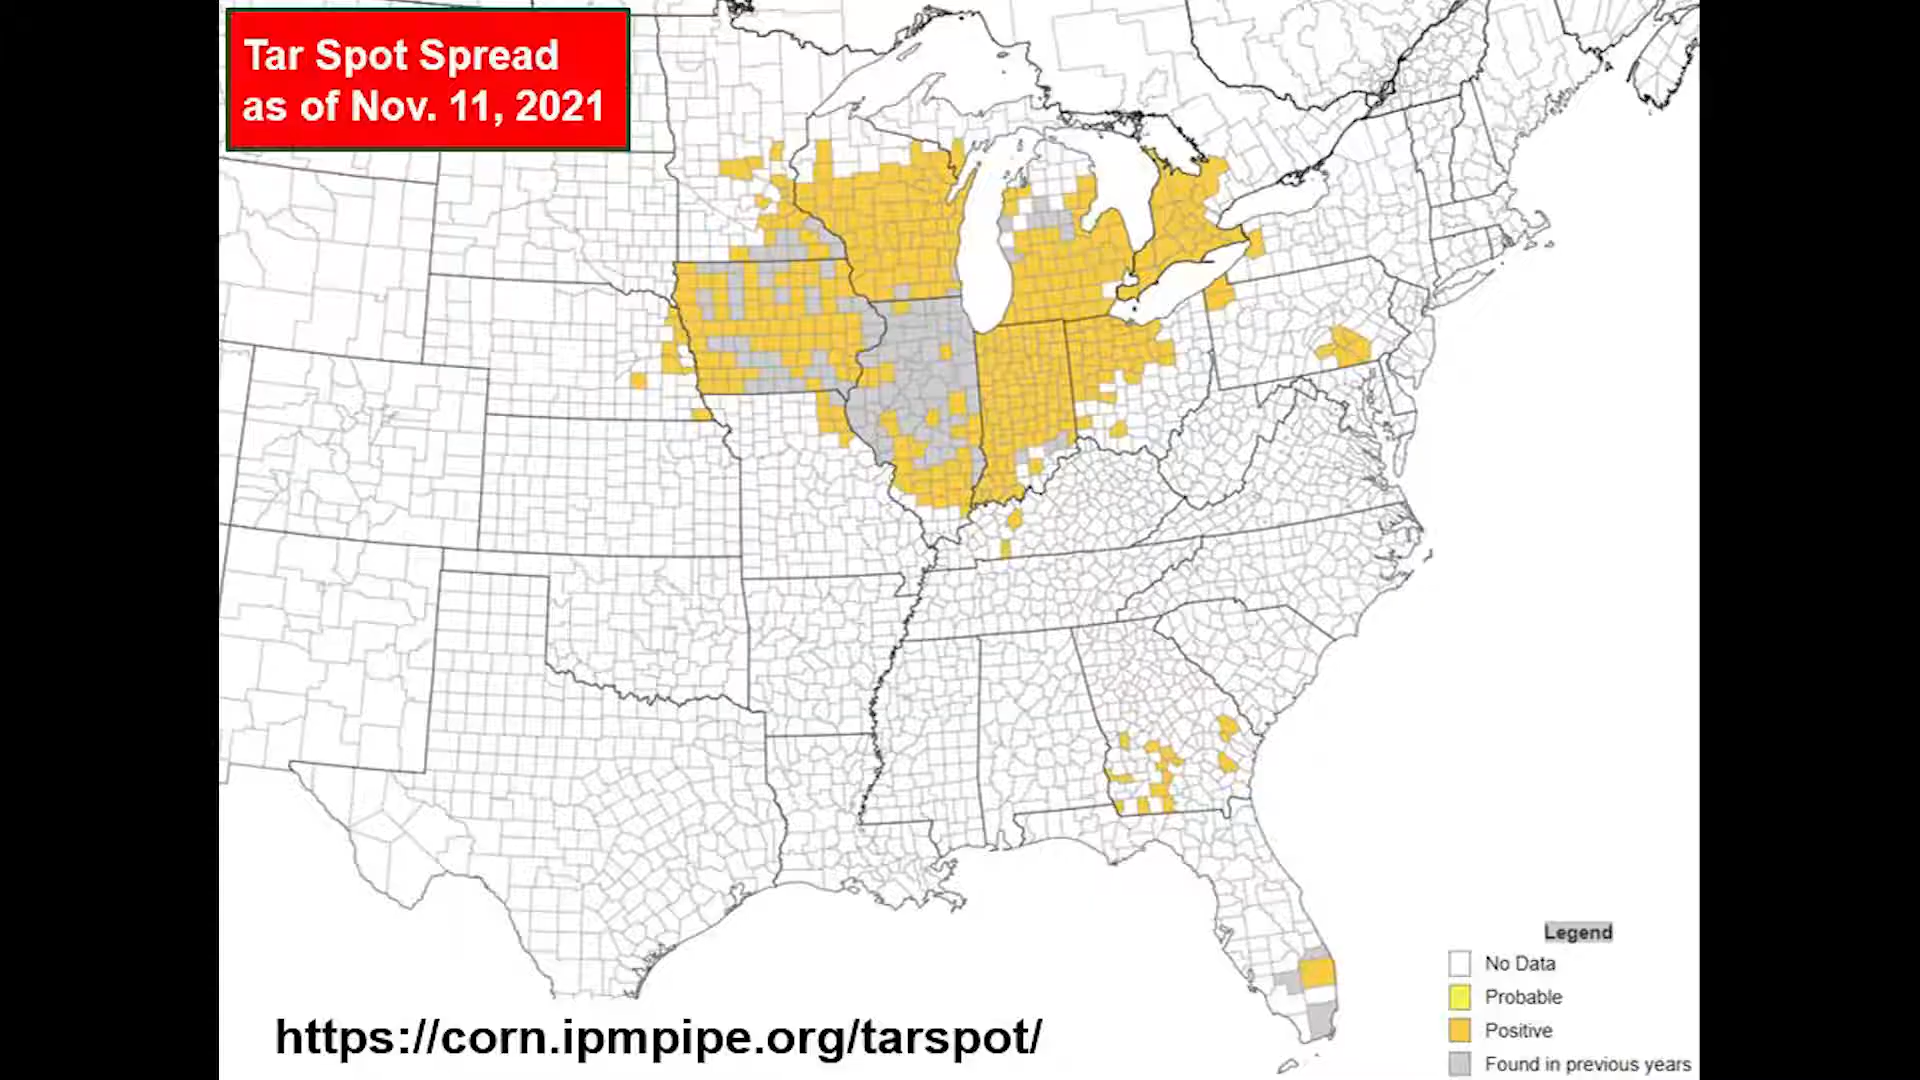 Tar Spot Spread
as of Nov. 11, 2021
Legend
No Data
Probable
Positive
Found in previous years
https://corn.ipmpipe.org/tarspot/